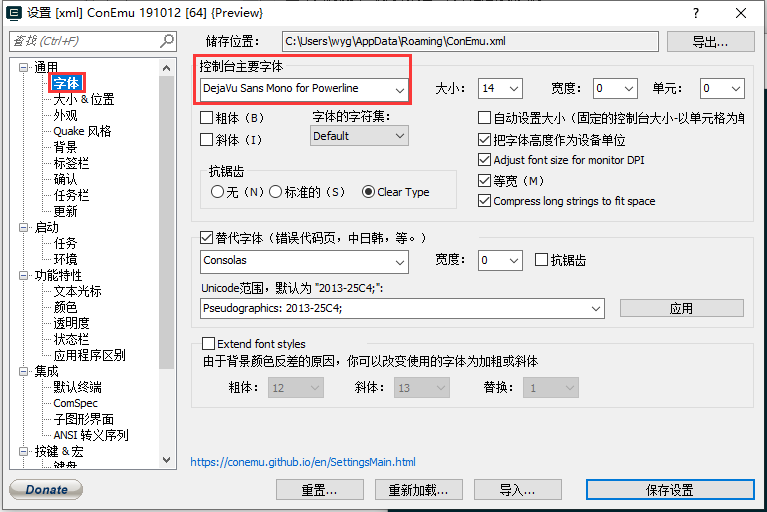 设置 [xml] ConEmu 191012 [64] {Preview}
查找 (Ctrl+F)
储存位置：
C:\Users\wyg\AppData\Roaming\ConEmu.xml
导出...
通用
字体
大小 & 位置
外观
Quake 风格
背景
标签栏
确认
任务栏
更新
启动
任务
环境
功能特性
文本光标
颜色
透明度
状态栏
应用程序区别
集成
默认终端
ComSpec
子图形界面
ANSI 转义序列
按键 & 宏
键盘
控制台主要字体
DejaVu Sans Mono for Powerline
大小： 14 宽度： 0 单元： 0
粗体（B） 字体的字符集：
斜体（I） Default
自动设置大小（固定的控制台大小-以单元格为单
把字体高度作为设备单位
Adjust font size for monitor DPI
等宽（M）
Compress long strings to fit space
抗锯齿
无（N） 标准的（S） Clear Type
替代字体（错误代码页，中日韩，等。）
Consolas 宽度： 0 抗锯齿
Unicode范围，默认为 "2013-25C4;":
Pseudographics: 2013-25C4; 应用
Extend font styles
由于背景颜色反差的原因，你可以改变使用的字体为加粗或斜体
粗体： 12 斜体： 13 替换： 1
https://conemu.github.io/en/SettingsMain.html
Donate 重置... 重新加载... 导入... 保存设置